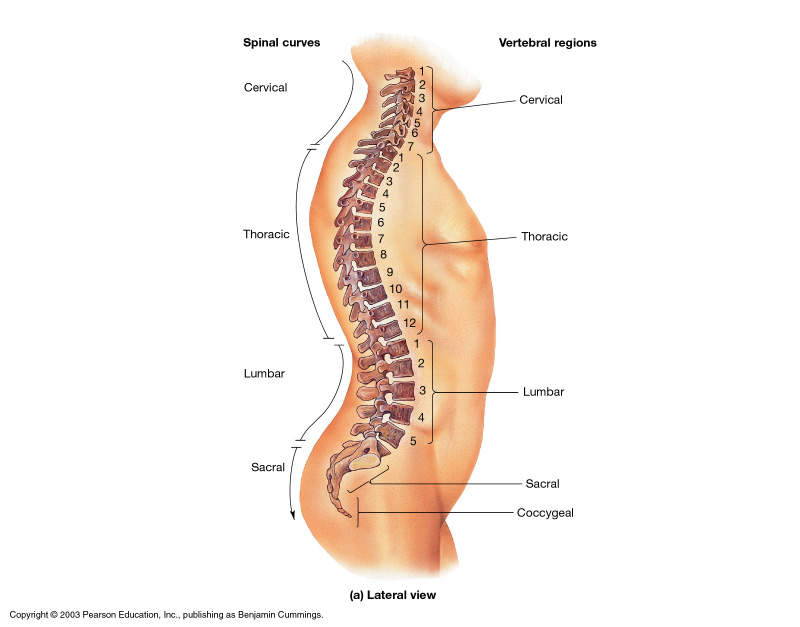 Spinal curves
Vertebral regions
Cervical
Thoracic
Lumbar
Sacral
1
2
3
4
5
6
7
1
2
3
4
5
6
7
8
9
10
11
12
1
2
3
4
5
Cervical
Thoracic
Lumbar
Sacral
Coccygeal
(a) Lateral view
Copyright © 2003 Pearson Education, Inc., publishing as Benjamin Cummings.